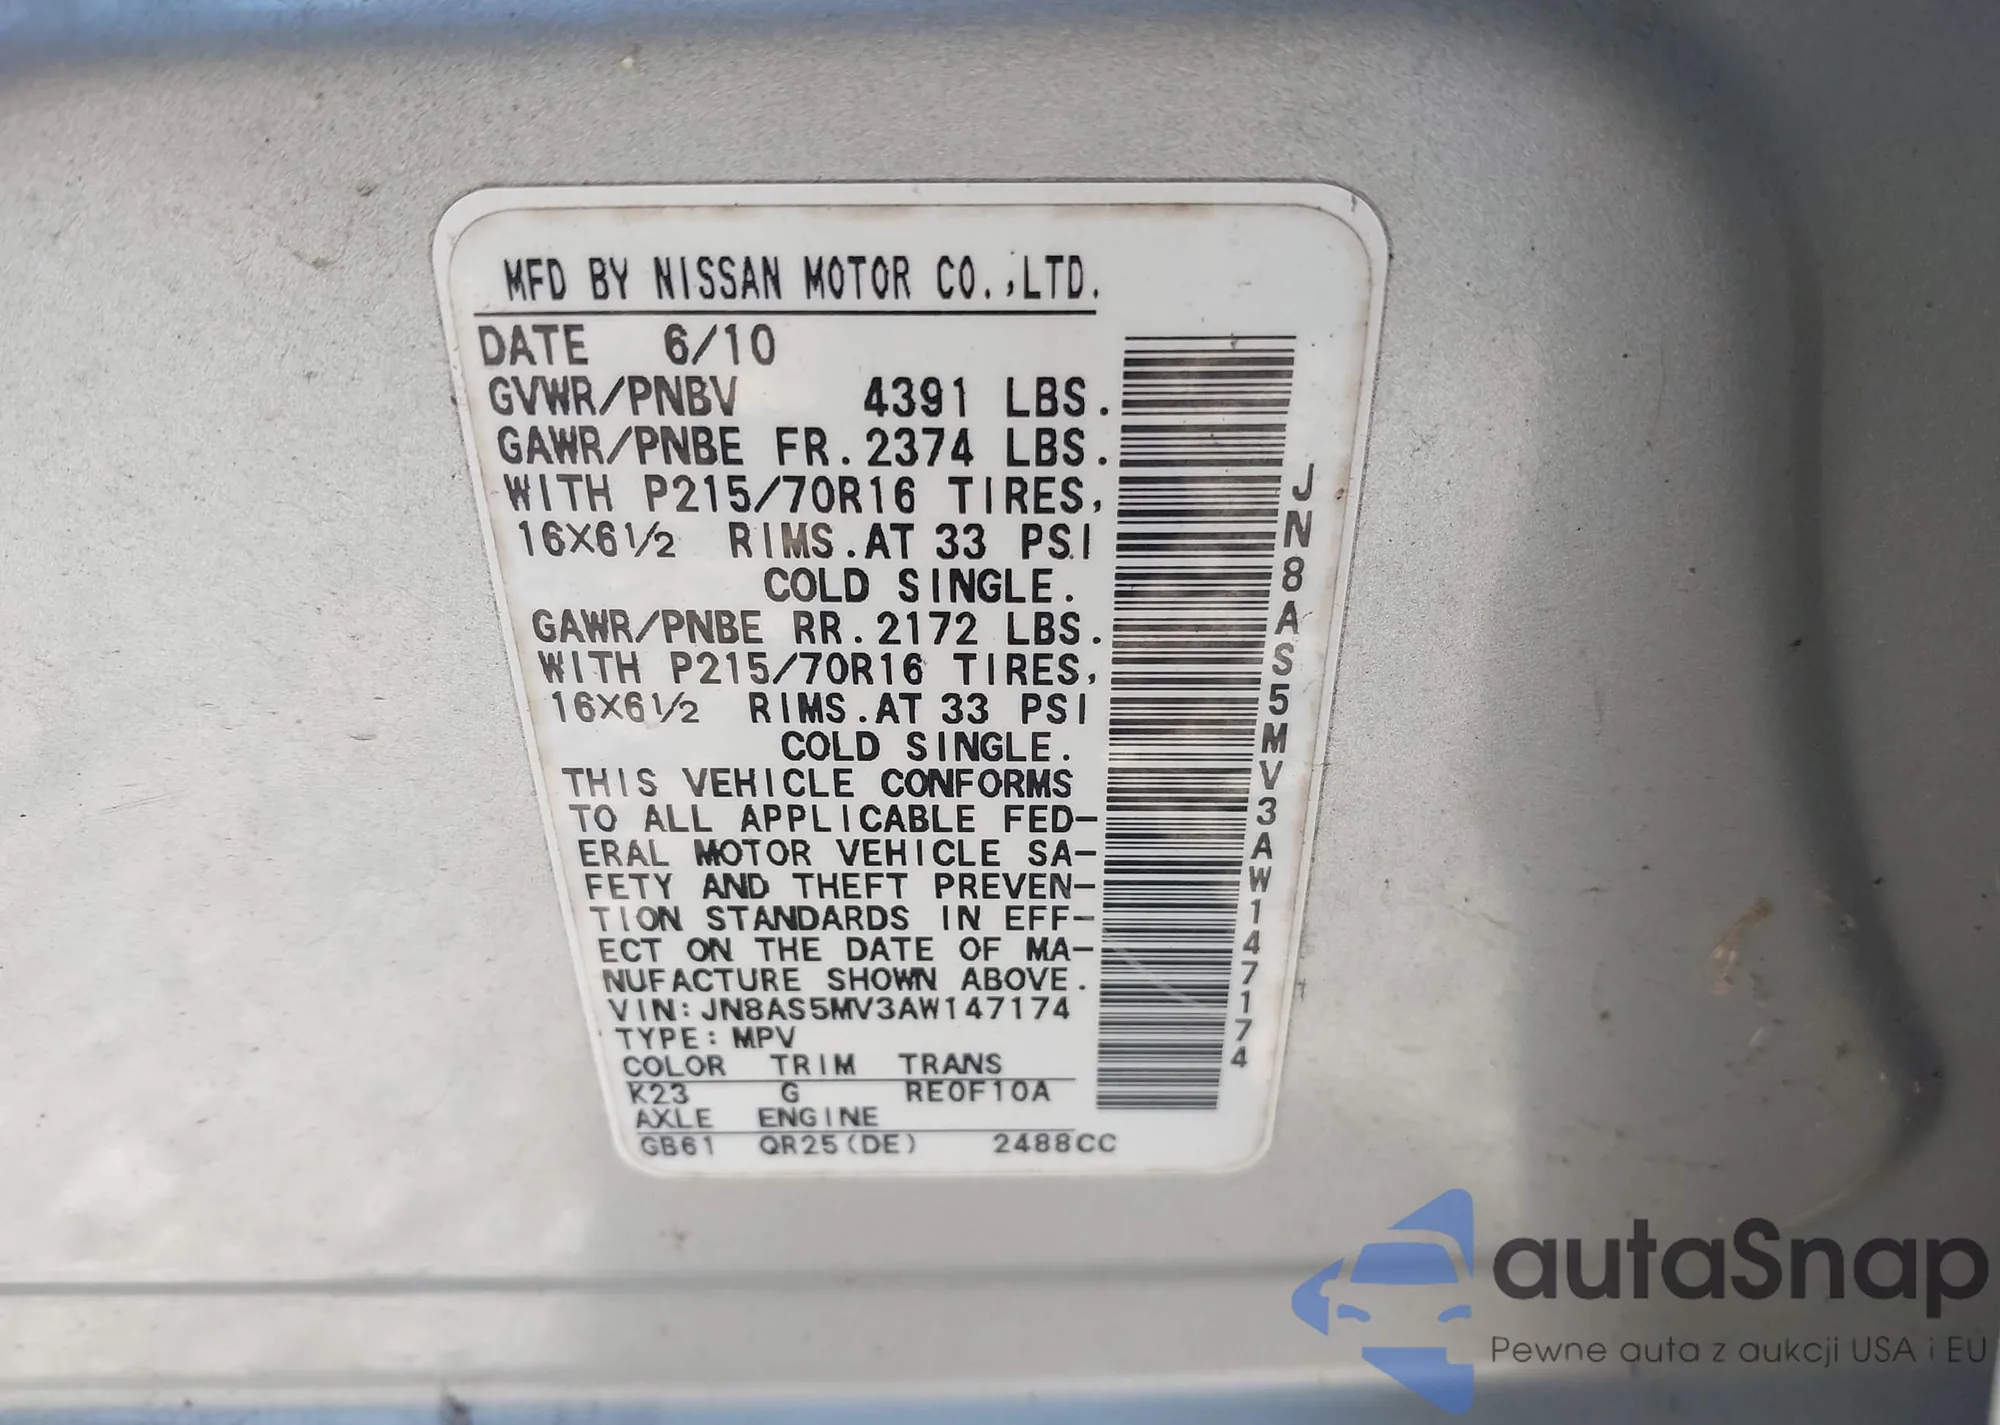 MFD BY NISSAN MOTOR CO.,LTD.
DATE 6/10
GVWR/PNBV 4391 LBS.
GAWR/PNBE FR.2374 LBS.
WITH P215/70R16 TIRES,
16X6½ RIMS.AT 33 PSI
COLD SINGLE.
GAWR/PNBE RR.2172 LBS.
WITH P215/70R16 TIRES,
16X6½ RIMS.AT 33 PSI
COLD SINGLE.
THIS VEHICLE CONFORMS
TO ALL APPLICABLE FED-
ERAL MOTOR VEHICLE SA-
FETY AND THEFT PREVEN-
TION STANDARDS IN EFF-
ECT ON THE DATE OF MA-
NUFACTURE SHOWN ABOVE.
VIN:JN8AS5MV3AW147174
TYPE:MPV
COLOR TRIM TRANS
K23 G RE0F10A
AXLE ENGINE
GB61 QR25(DE) 2488CC
JN8AS5MV3AW147174
autaSnap
Pewne auta z aukcji USA i EU